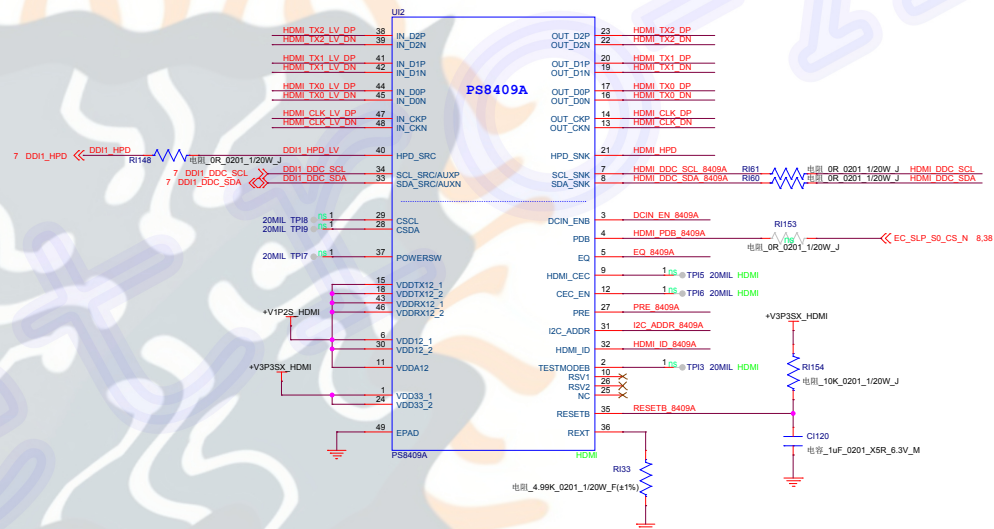 UI2
PS8409A
HDMI_TX2_LV_DP 38 IN_D2P OUT_D2P 23 HDMI_TX2_DP
HDMI_TX2_LV_DN 39 IN_D2N OUT_D2N 22 HDMI_TX2_DN
HDMI_TX1_LV_DP 41 IN_D1P OUT_D1P 20 HDMI_TX1_DP
HDMI_TX1_LV_DN 42 IN_D1N OUT_D1N 19 HDMI_TX1_DN
HDMI_TX0_LV_DP 44 IN_D0P OUT_D0P 17 HDMI_TX0_DP
HDMI_TX0_LV_DN 45 IN_D0N OUT_D0N 16 HDMI_TX0_DN
HDMI_CLK_LV_DP 47 IN_CKP OUT_CKP 14 HDMI_CLK_DP
HDMI_CLK_LV_DN 48 IN_CKN OUT_CKN 13 HDMI_CLK_DN
7 DDI1_HPD DDI1_HPD RI148 电阻_0R_0201_1/20W_J HDMI_HPD_LV 40 HPD_SRC HPD_SNK 21 HDMI_HPD
7 DDI1_DDC_SCL DDI1_DDC_SCL 34 SCL_SRC/AUXP SCL_SNK 7 HDMI_DDC_SCL_8409A RI61 电阻_0R_0201_1/20W_J HDMI_DDC_SCL
7 DDI1_DDC_SDA DDI1_DDC_SDA 33 SDA_SRC/AUXN SDA_SNK 8 HDMI_DDC_SDA_8409A RI60 电阻_0R_0201_1/20W_J HDMI_DDC_SDA
20MIL TPI8 ns 1 29 CSCL DCIN_ENB 3 DCIN_EN_8409A
20MIL TPI9 ns 1 28 CSDA PDB 4 HDMI_PDB_8409A RI153 ns 电阻_0R_0201_1/20W_J EC_SLP_S0_CS_N 8,38
20MIL TPI7 ns 1 37 POWERSW EQ 5 EQ_8409A
HDMI_CEC 9 1 ns TPI5 20MIL HDMI
15 VDDTX12_1
18 VDDTX12_2 CEC_EN 12 1 ns TPI6 20MIL HDMI
43 VDDRX12_1
46 VDDRX12_2 PRE 27 PRE_8409A
+V1P2S_HDMI
I2C_ADDR 31 I2C_ADDR_8409A
+V3P3SX_HDMI
6 VDD12_1
30 VDD12_2 HDMI_ID 32 HDMI_ID_8409A
11 VDDA12 TESTMODEB 2 1 ns TPI3 20MIL HDMI
+V3P3SX_HDMI RSV1 10
RI154
RSV2 26
电阻_10K_0201_1/20W_J
1 VDD33_1 NC 25
24 VDD33_2
RESETB 35 RESETB_8409A
49 EPAD REXT 36
CI120
电容_1uF_0201_X5R_6.3V_M
PS8409A HDMI
RI33
电阻_4.99K_0201_1/20W_F(±1%)